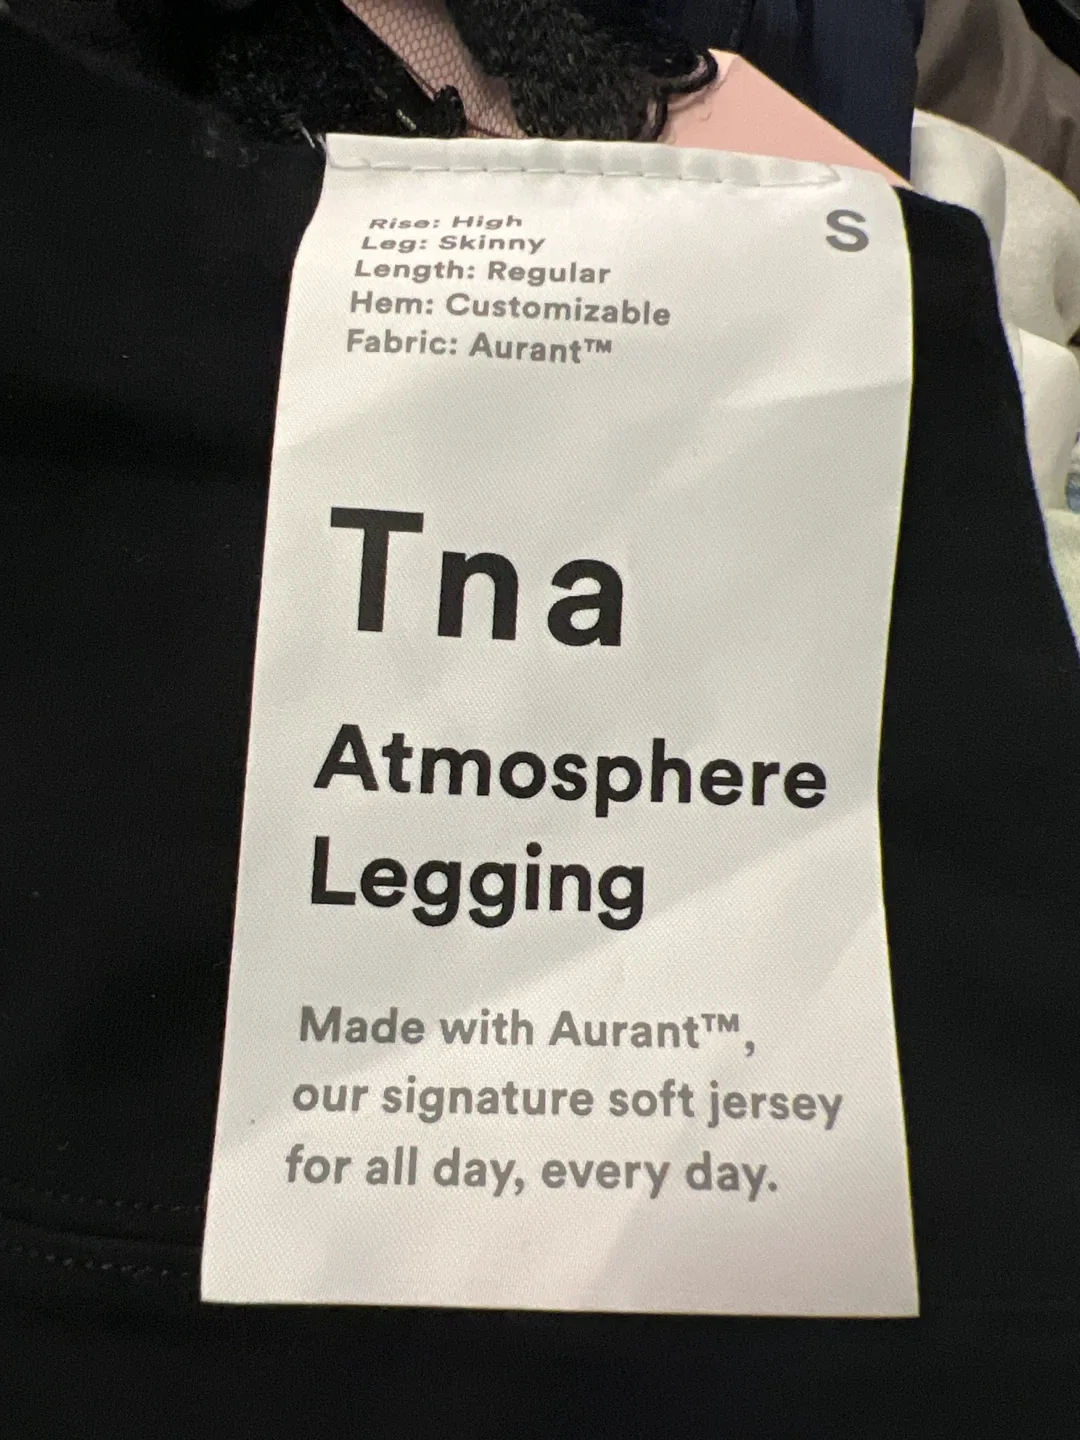 Rise: High
Leg: Skinny
Length: Regular
Hem: Customizable
Fabric: Aurant™
S
Tna
Atmosphere
Legging
Made with Aurant™,
our signature soft jersey
for all day, every day.